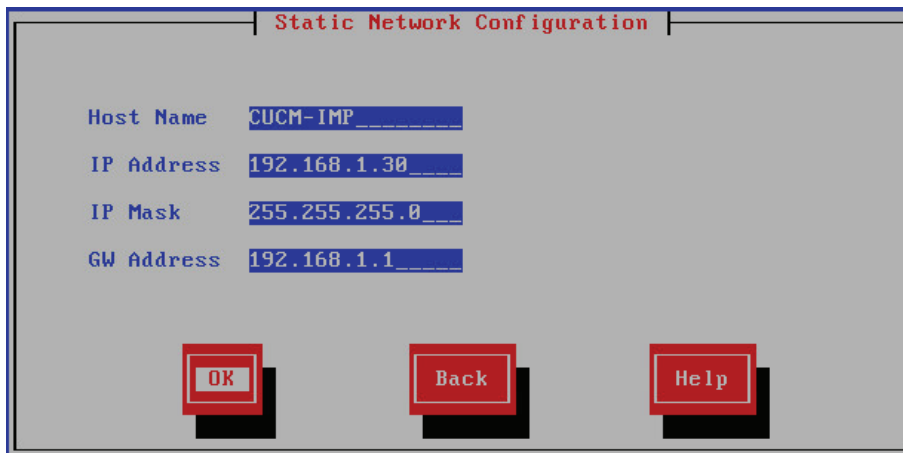 Static Network Configuration
Host Name CUCM-IMP________
IP Address 192.168.1.30____
IP Mask 255.255.255.0___
GW Address 192.168.1.1_____
OK Back Help